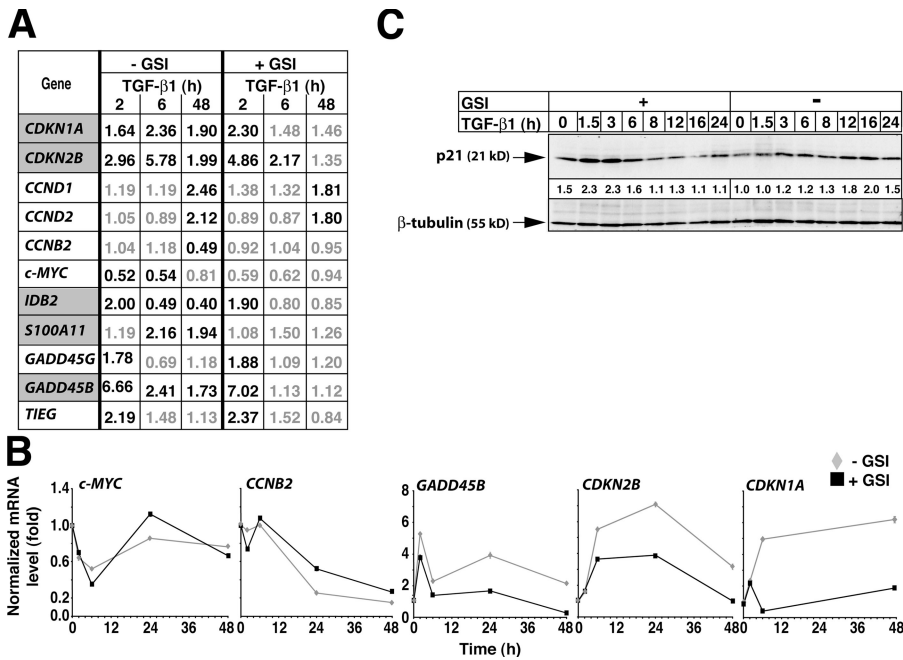 A
Gene - GSI + GSI
TGF-β1 (h) TGF-β1 (h)
2 6 48 2 6 48
CDKN1A 1.64 2.36 1.90 2.30 1.48 1.46
CDKN2B 2.96 5.78 1.99 4.86 2.17 1.35
CCND1 1.19 1.19 2.46 1.38 1.32 1.81
CCND2 1.05 0.89 2.12 0.89 0.87 1.80
CCNB2 1.04 1.18 0.49 0.92 1.04 0.95
c-MYC 0.52 0.54 0.81 0.59 0.62 0.94
IDB2 2.00 0.49 0.40 1.90 0.80 0.85
S100A11 1.19 2.16 1.94 1.08 1.50 1.26
GADD45G 1.78 0.69 1.18 1.88 1.09 1.20
GADD45B 6.66 2.41 1.73 7.02 1.13 1.12
TIEG 2.19 1.48 1.13 2.37 1.52 0.84
C
GSI + -
TGF-β1 (h) 0 1.5 3 6 8 12 16 24 0 1.5 3 6 8 12 16 24
p21 (21 kD)
1.5 2.3 2.3 1.6 1.1 1.3 1.1 1.1 1.0 1.0 1.2 1.2 1.3 1.8 2.0 1.5
β-tubulin (55 kD)
B
- GSI
+ GSI
c-MYC CCNB2 GADD45B CDKN2B CDKN1A
Normalized mRNA
level (fold)
1.4
1.0
0.6
0.2
0.0
8
6
4
2
0
0 12 24 36 48 12 24 36 48 0 12 24 36 48 12 24 36 48 12 24 36 48
Time (h)